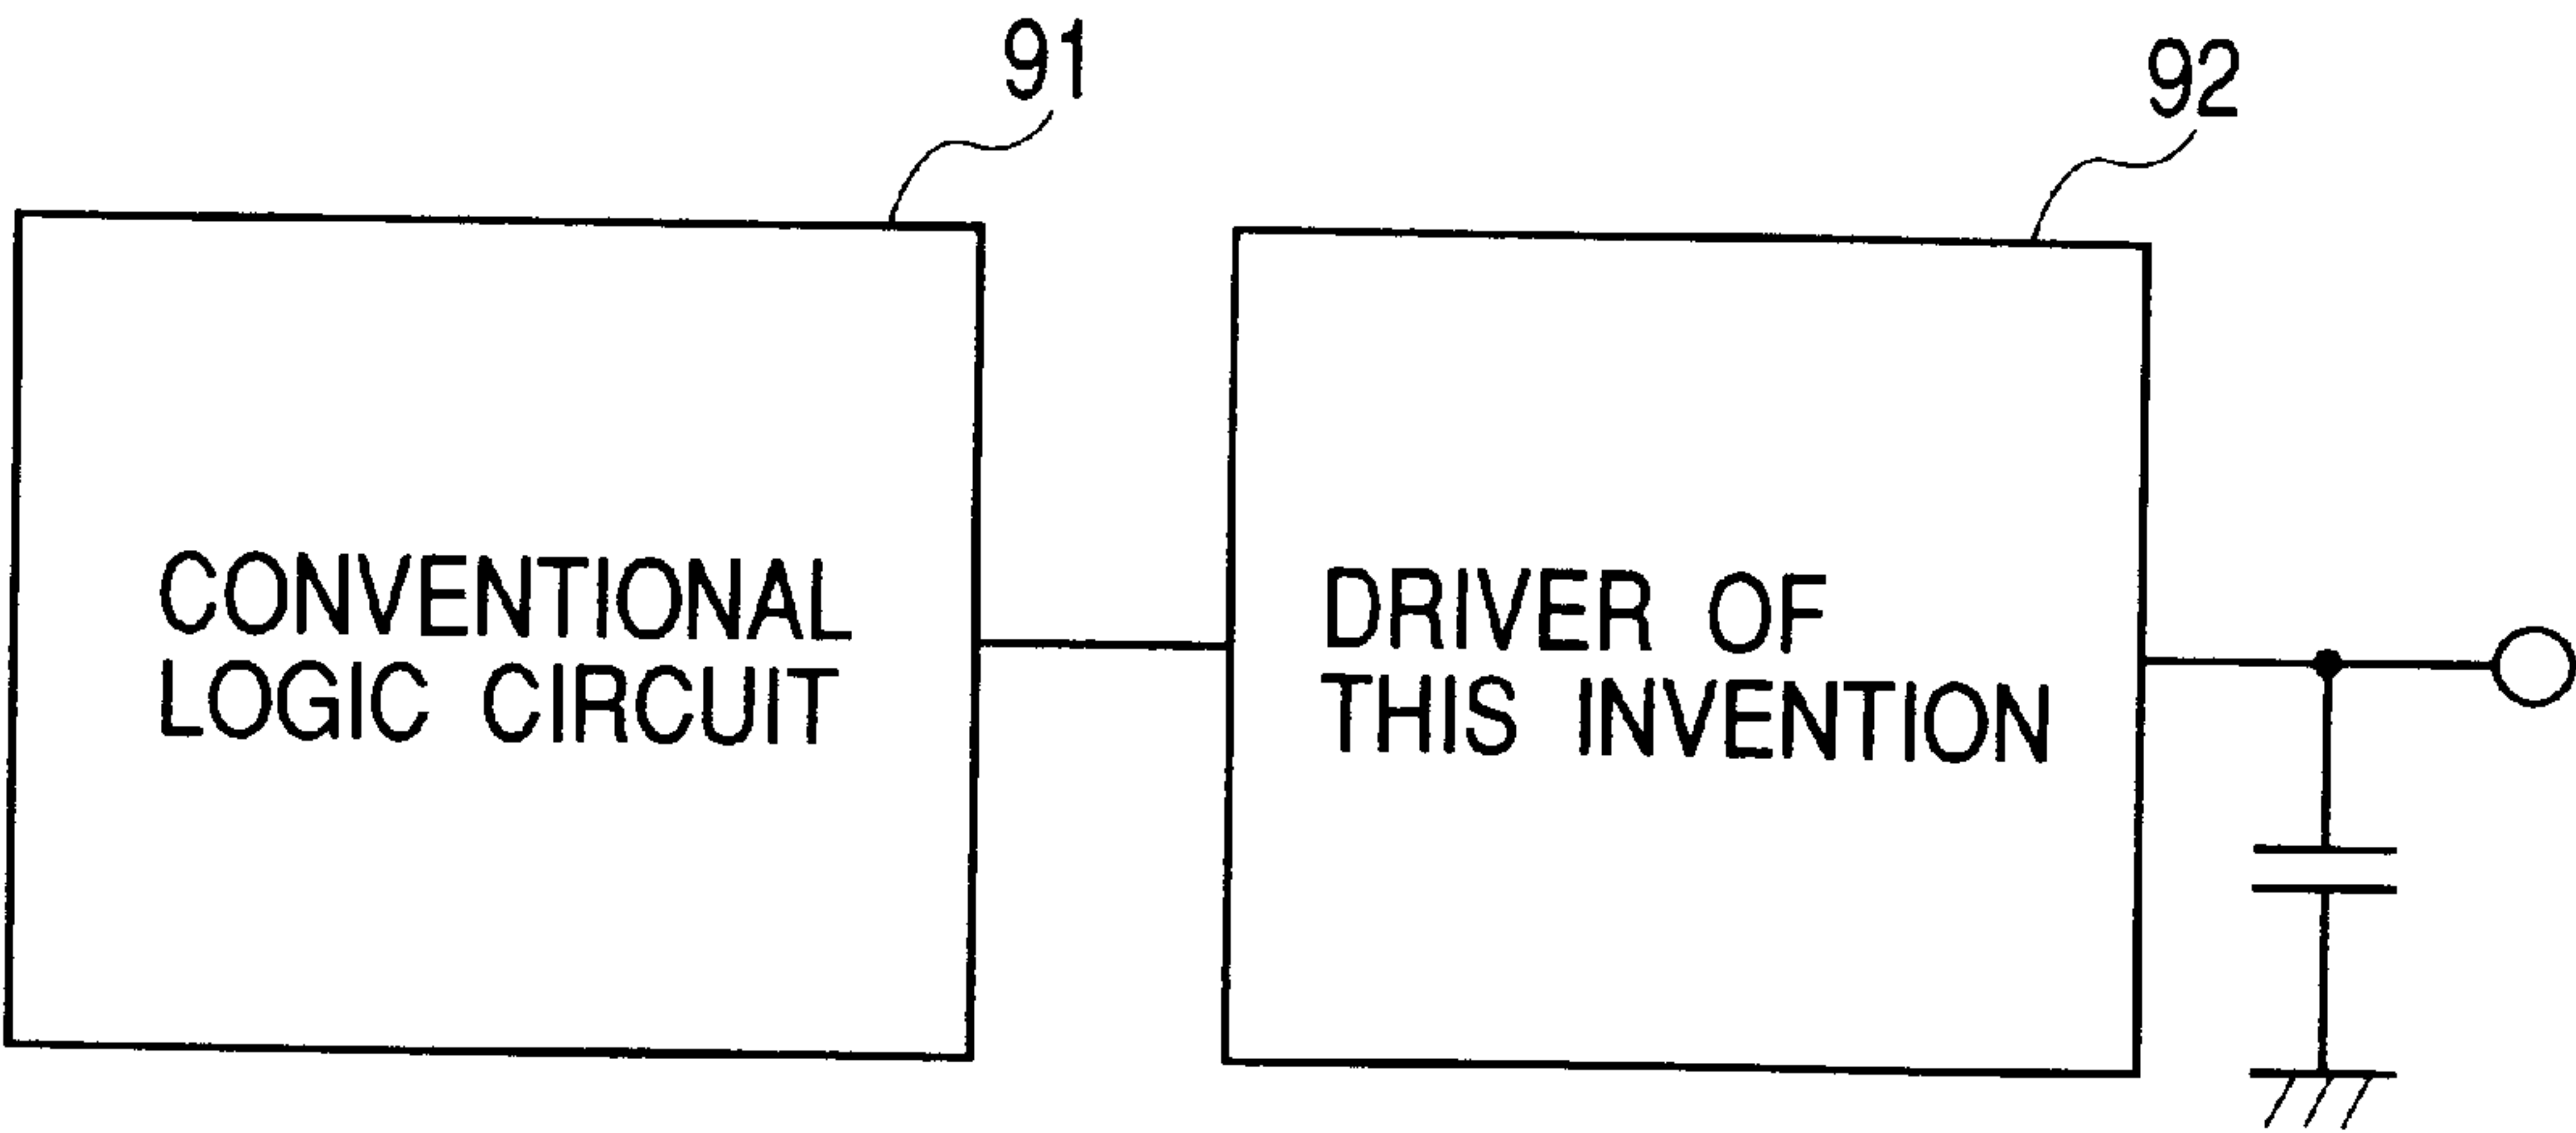 91
92
CONVENTIONAL
LOGIC CIRCUIT
DRIVER OF
THIS INVENTION